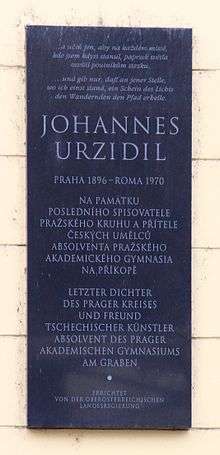 ...a učiň jen, aby na každém místě,
kde jsem kdysi stanul, paprsek světla
ozářil poutníkům stezku.
...und gib nur, daß an jener Stelle,
wo ich einst stand, ein Schein des Lichts
den Wandernden den Pfad erhelle.
JOHANNES
URZIDIL
PRAHA 1896 – ROMA 1970
NA PAMÁTKU
POSLEDNÍHO SPISOVATELE
PRAŽSKÉHO KRUHU A PŘÍTELE
ČESKÝCH UMĚLCŮ
ABSOLVENTA PRAŽSKÉHO
AKADEMICKÉHO GYMNASIA
NA PŘÍKOPĚ
LETZTER DICHTER
DES PRAGER KREISES
UND FREUND
TSCHECHISCHER KÜNSTLER
ABSOLVENT DES PRAGER
AKADEMISCHEN GYMNASIUMS
AM GRABEN
ERRICHTET
VON DER OBERÖSTERREICHISCHEN
LANDESREGIERUNG